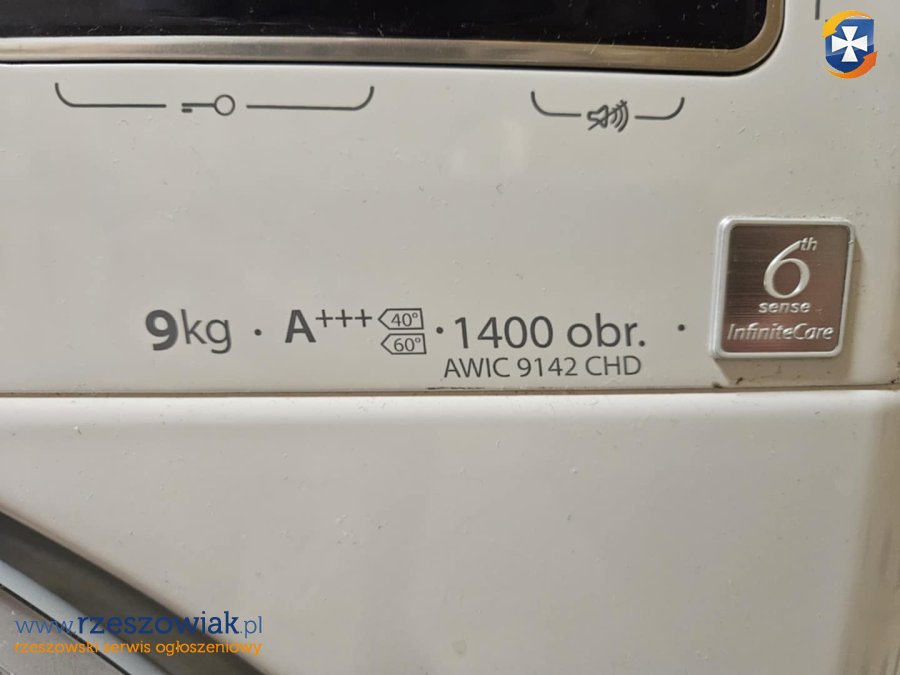 6th
sense
InfiniteCare
9kg · A+++ 40° 60° · 1400 obr. ·
AWIC 9142 CHD
www.rzeszowiak.pl
rzeszowski serwis ogłoszeniowy